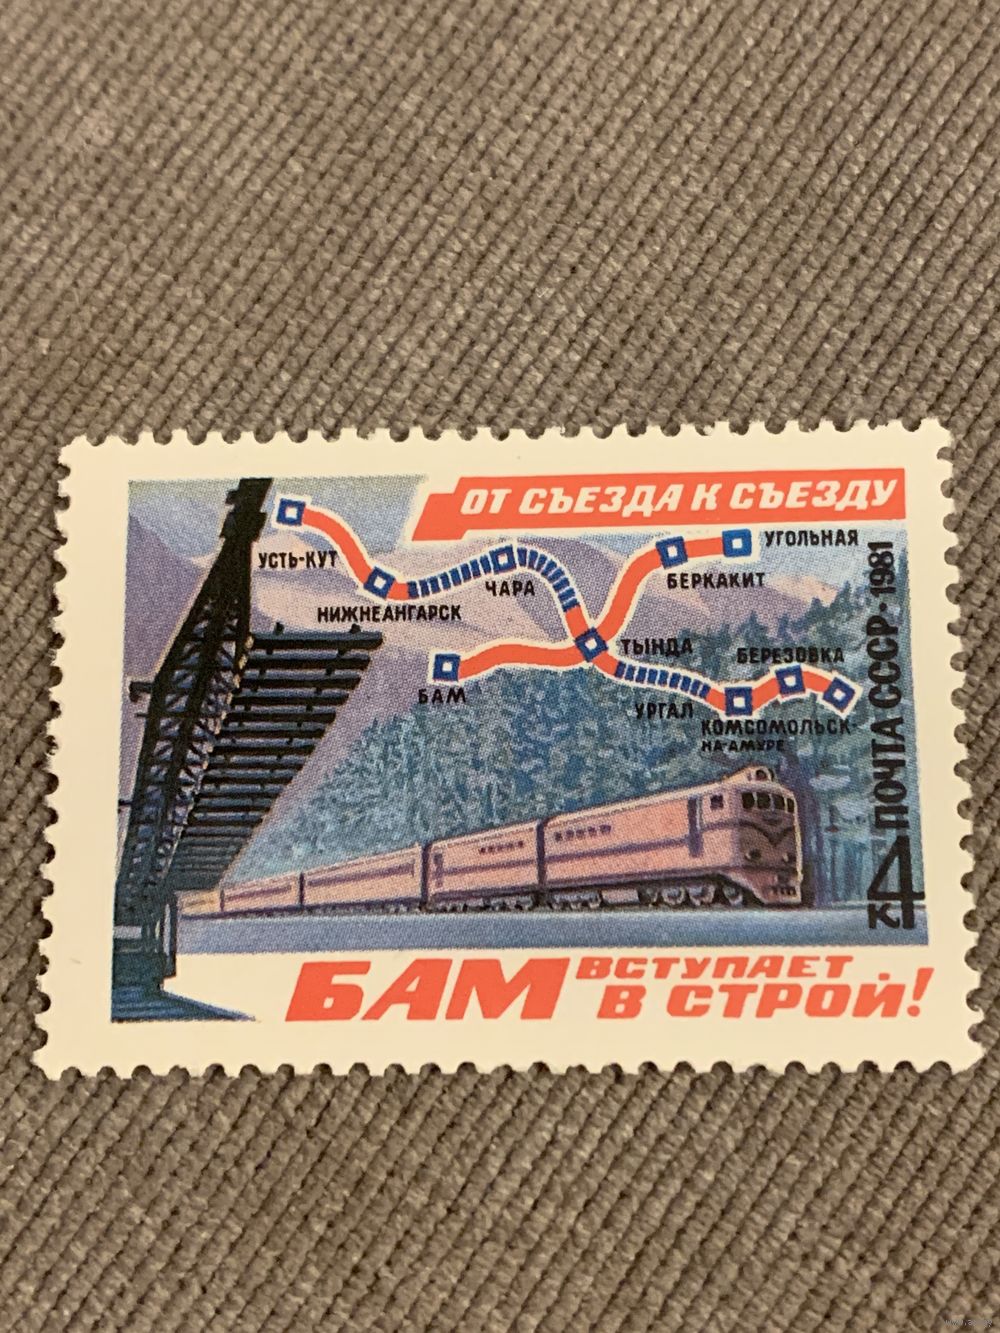 ОТ СЪЕЗДА К СЪЕЗДУ
УСТЬ-КУТ
НИЖНЕАНГАРСК
ЧАРА
БЕРКАКИТ
УГОЛЬНАЯ
БАМ
ТЫНДА
УРГАЛ
БЕРЕЗОВКА
КОМСОМОЛЬСК-
НА-АМУРЕ
4К ПОЧТА СССР · 1981
БАМ ВСТУПАЕТ
В СТРОЙ!